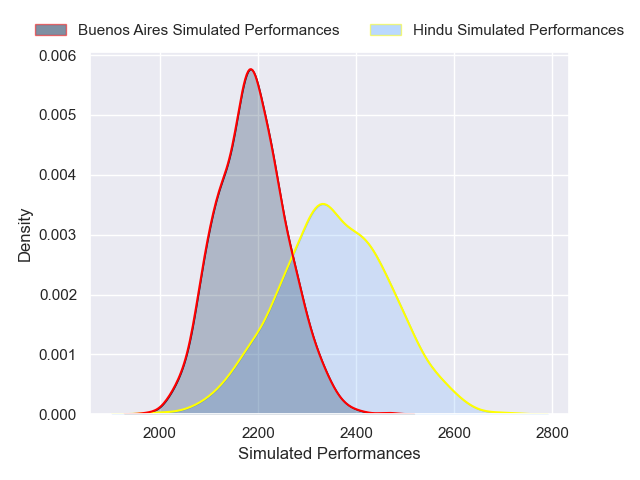 Buenos Aires Simulated Performances Hindu Simulated Performances
0.006
0.005
0.004
0.003
0.002
0.001
0.000
Density
2000 2200 2400 2600 2800
Simulated Performances